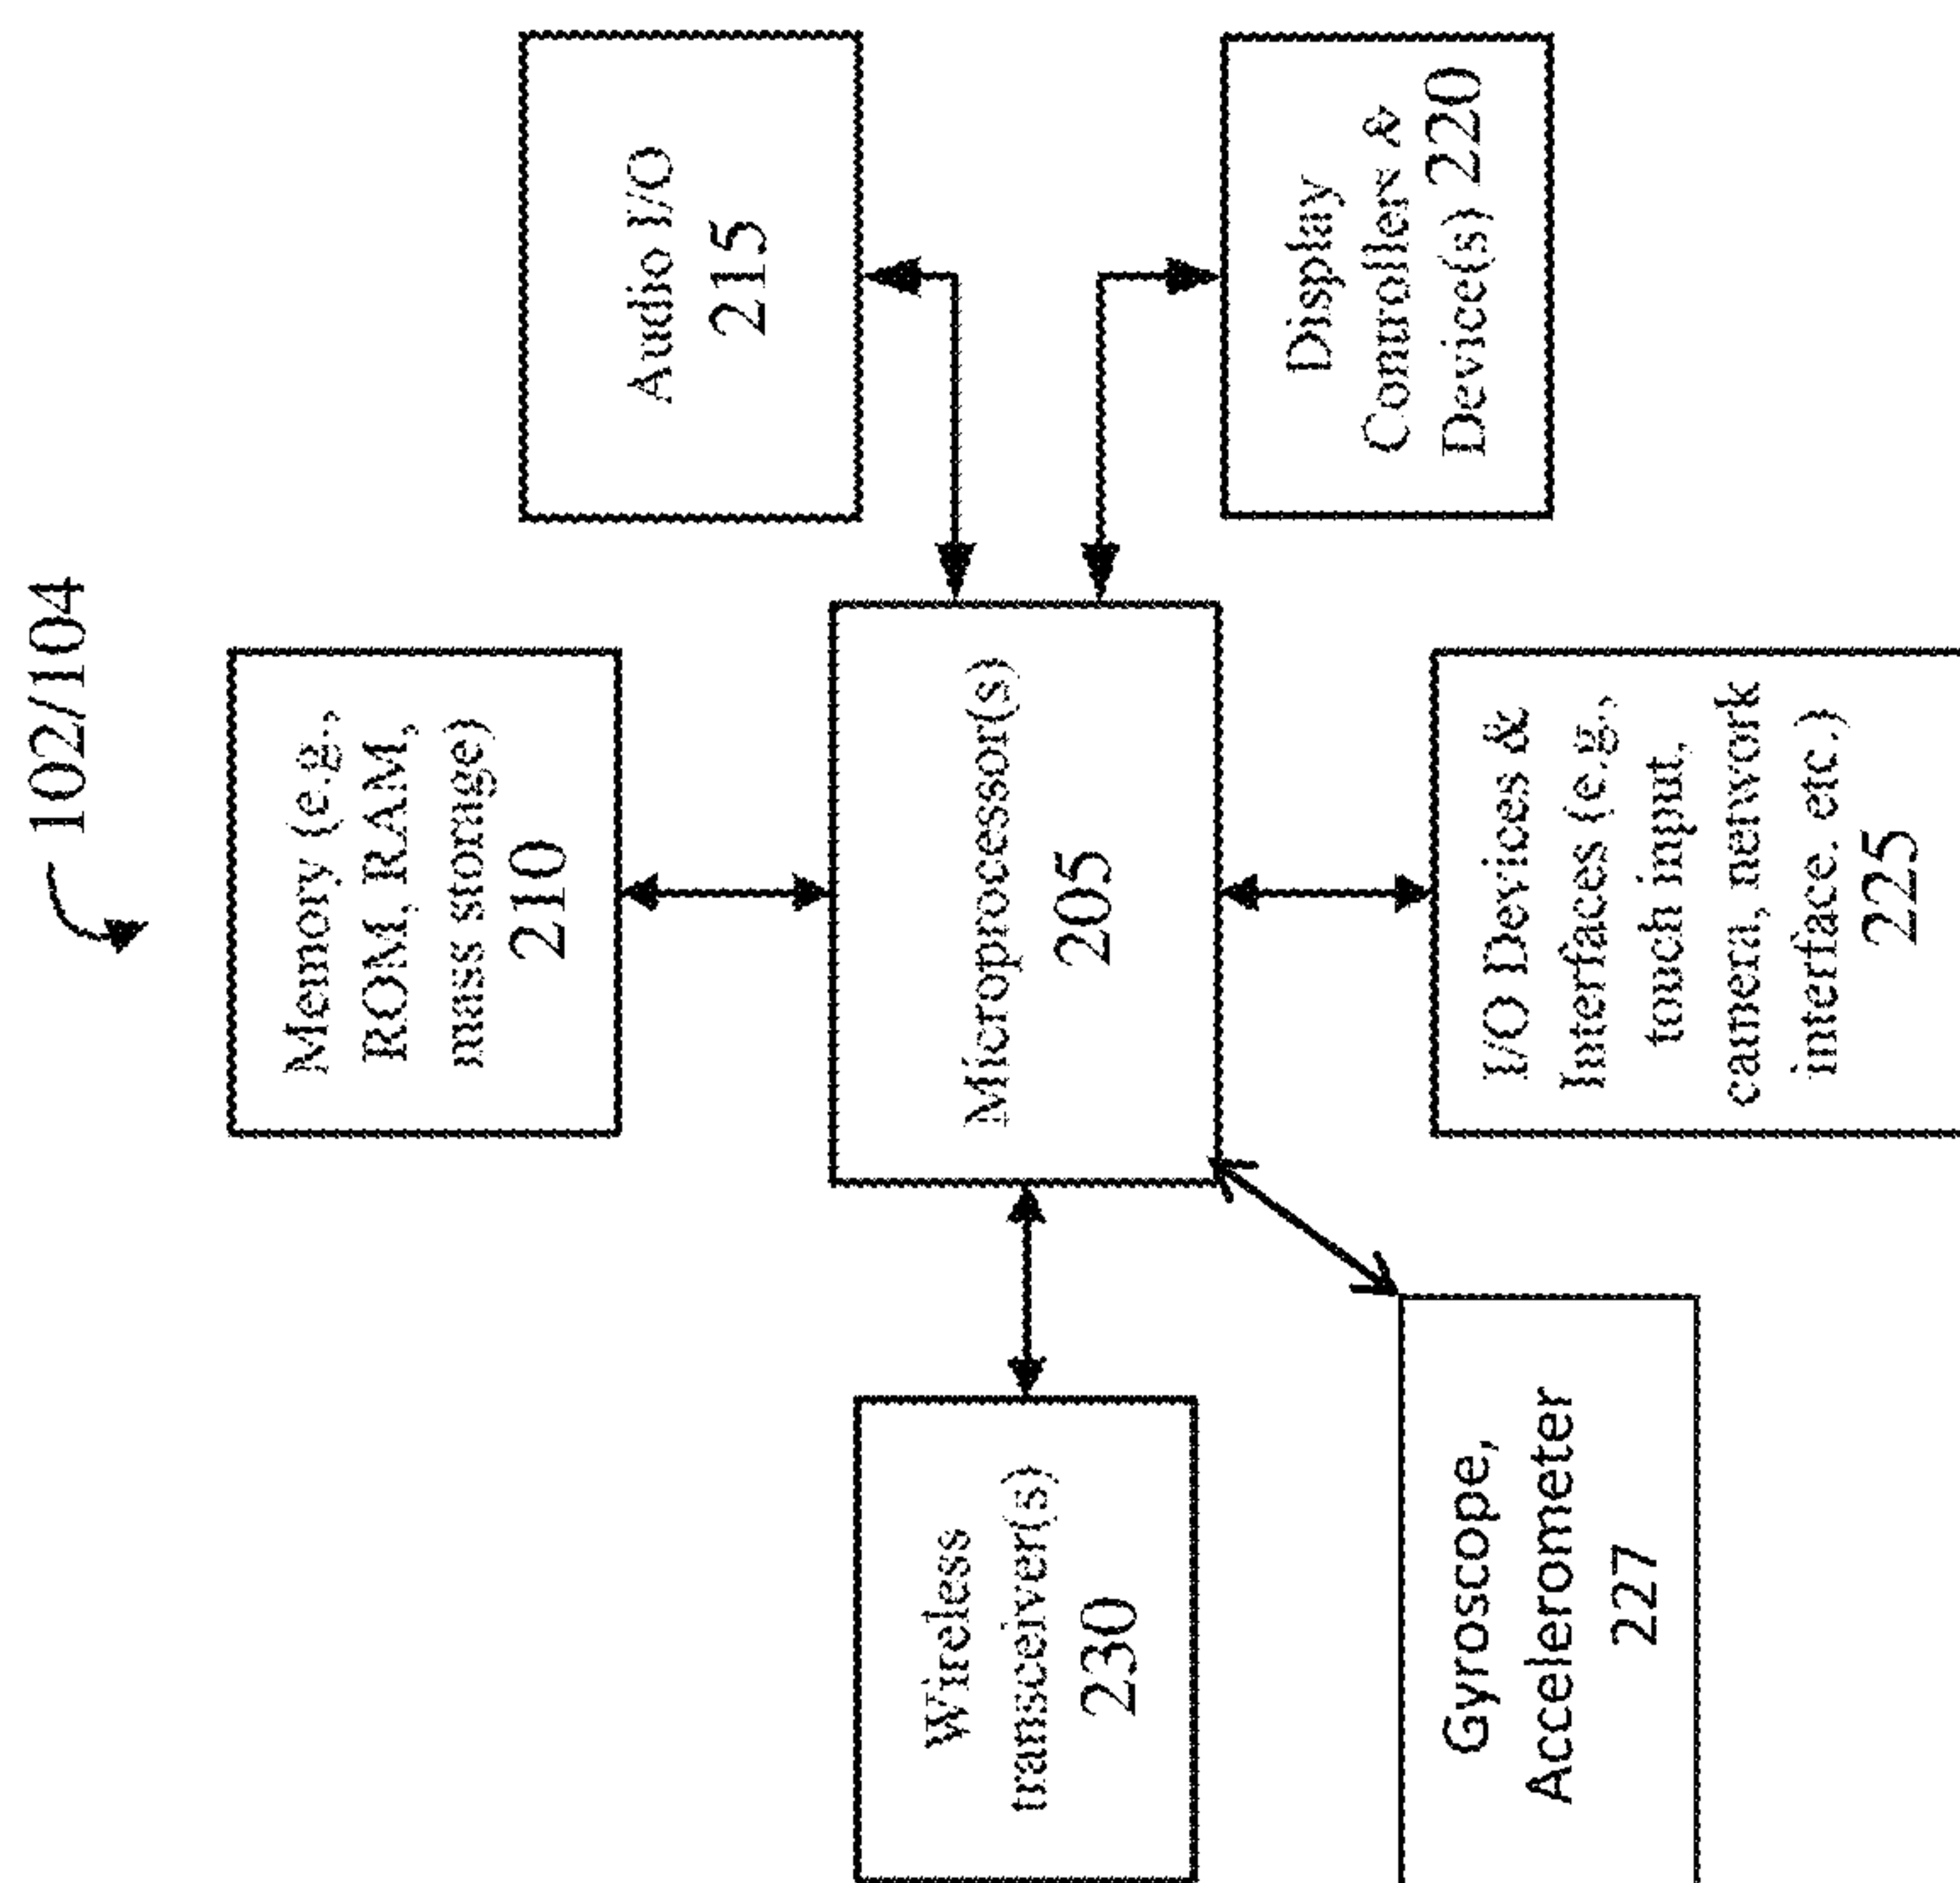 102/104
Memory (e.g.,
ROM, RAM,
mass storage)
210
Audio I/O
215
Microprocessor(s)
205
Wireless
transceiver(s)
230
Display
Controllers &
Device(s) 220
I/O Devices &
Interfaces (e.g.,
touch input,
camera, network
interface, etc.)
225
Gyroscope,
Accelerometer
227